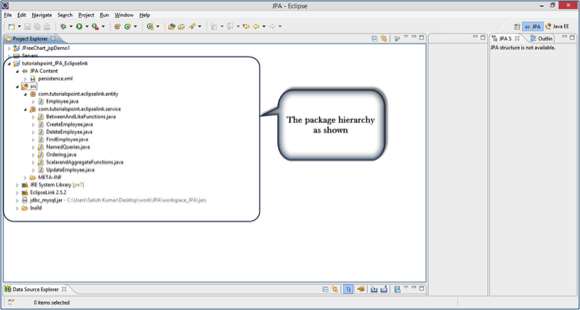 JPA - Eclipse
File Edit Navigate Search Project Run Window Help
JPA Java EE
Project Explorer
JPA S Outlin
JFreeChart_jspDemo1
Servers
JPA structure is not available.
tutorialspoint_JPA_Eclipselink
JPA Content
persistence.xml
src
com.tutorialspoint.eclipselink.entity
Employee.java
com.tutorialspoint.eclipselink.service
BetweenAndLikeFunctions.java
CreateEmployee.java
DeleteEmployee.java
FindEmployee.java
NamedQueries.java
Ordering.java
ScalarandAggregateFunctions.java
UpdateEmployee.java
META-INF
JRE System Library [jre7]
EclipseLink 2.5.2
jdbc_mysql.jar - C:\Users\Satish Kumar\Desktop\work\JPA\workspace_JPA\jars
build
The package hierarchy
as shown
Data Source Explorer
0 items selected